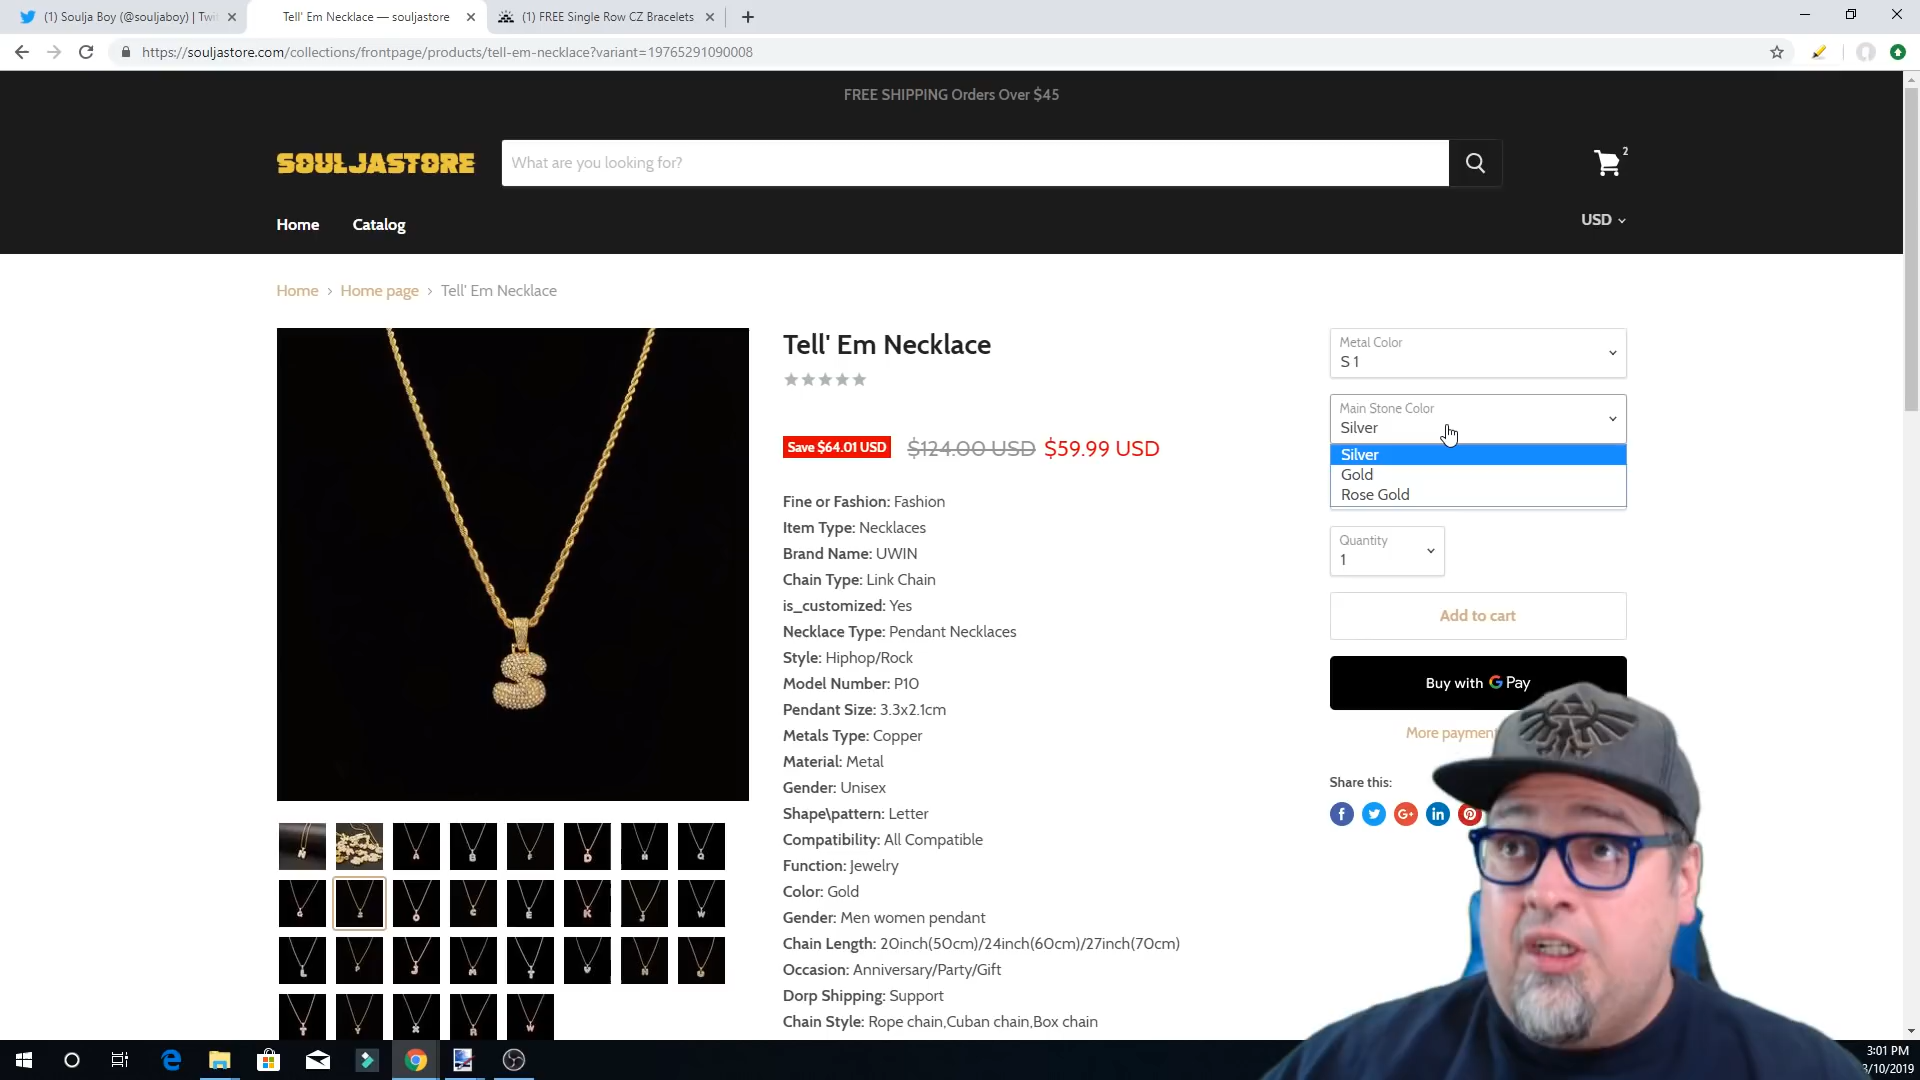 (1) Soulja Boy (@souljaboy) | Twi
Tell' Em Necklace — souljastore
(1) FREE Single Row CZ Bracelets
https://souljastore.com/collections/frontpage/products/tell-em-necklace?variant=19765291090008
FREE SHIPPING Orders Over $45
SOULJASTORE
What are you looking for?
2
Home
Catalog
USD
Home › Home page › Tell' Em Necklace
Tell' Em Necklace
Save $64.01 USD $124.00 USD $59.99 USD
Fine or Fashion: Fashion
Item Type: Necklaces
Brand Name: UWIN
Chain Type: Link Chain
is_customized: Yes
Necklace Type: Pendant Necklaces
Style: Hiphop/Rock
Model Number: P10
Pendant Size: 3.3x2.1cm
Metals Type: Copper
Material: Metal
Gender: Unisex
Shape\pattern: Letter
Compatibility: All Compatible
Function: Jewelry
Color: Gold
Gender: Men women pendant
Chain Length: 20inch(50cm)/24inch(60cm)/27inch(70cm)
Occasion: Anniversary/Party/Gift
Dorp Shipping: Support
Chain Style: Rope chain,Cuban chain,Box chain
Metal Color
S 1
Main Stone Color
Silver
Silver
Gold
Rose Gold
Quantity
1
Add to cart
Buy with G Pay
More paymen
Share this:
3:01 PM
3/10/2019